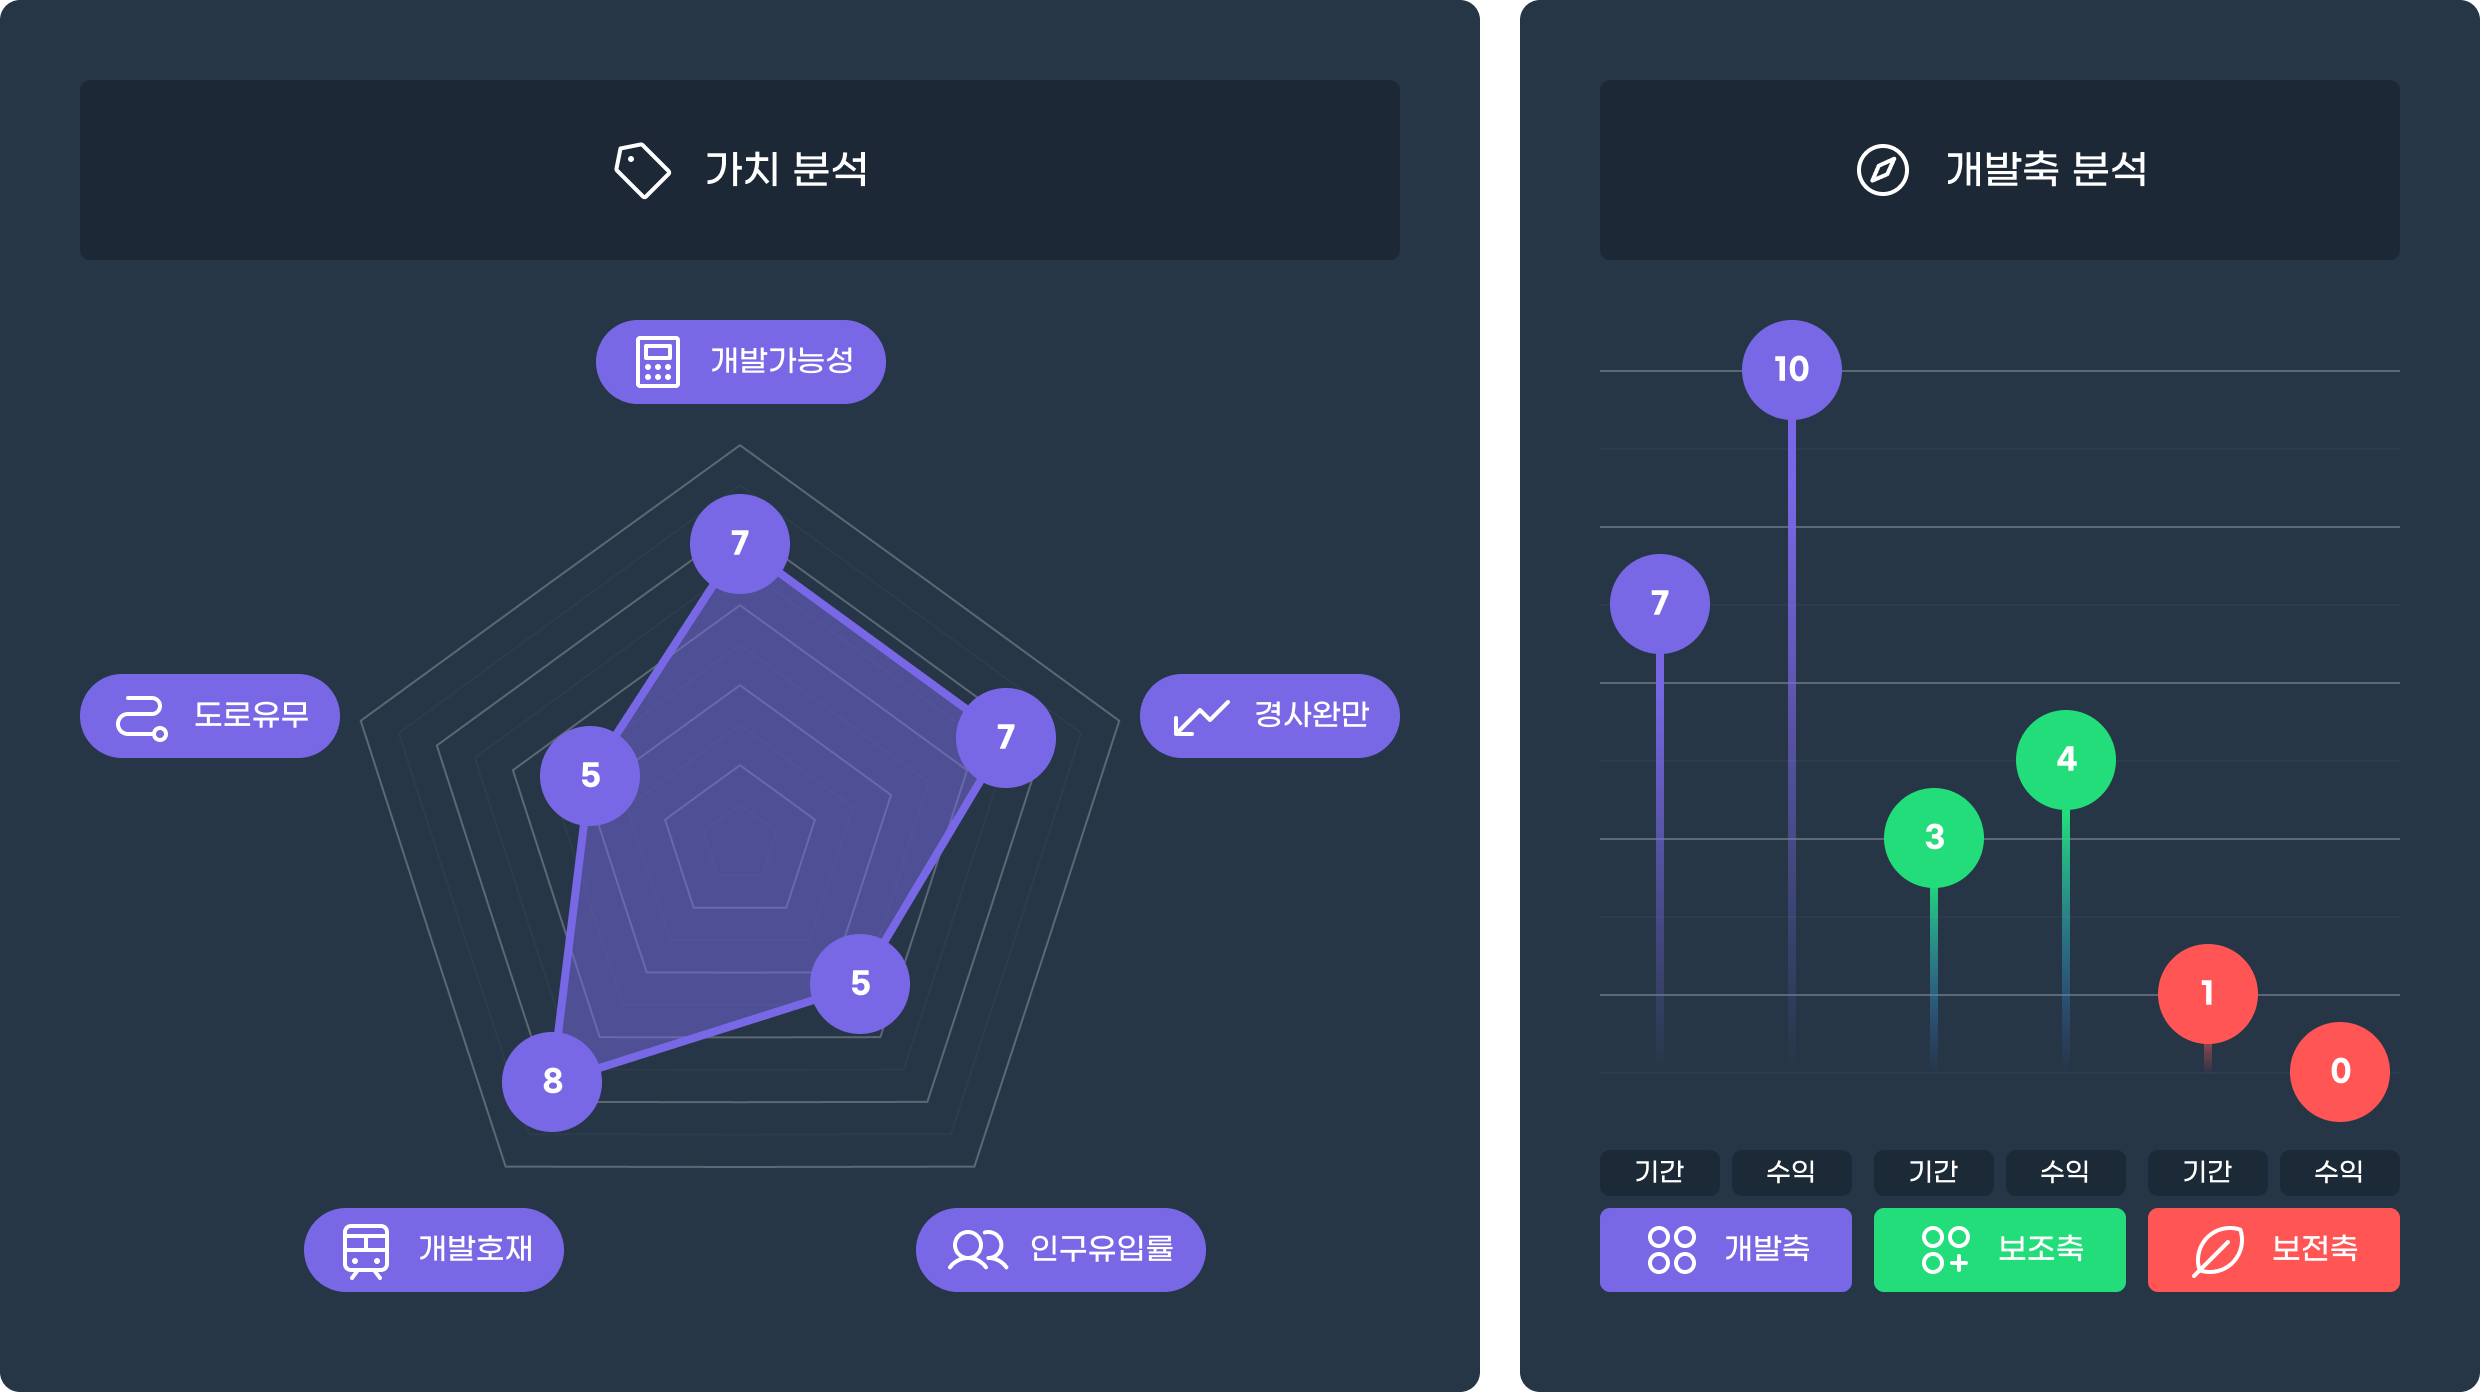 가치 분석
개발가능성
7
도로유무
경사완만
7
5
5
8
개발호재
인구유입률
개발축 분석
10
7
4
3
1
0
기간 수익 기간 수익 기간 수익
개발축 보조축 보전축